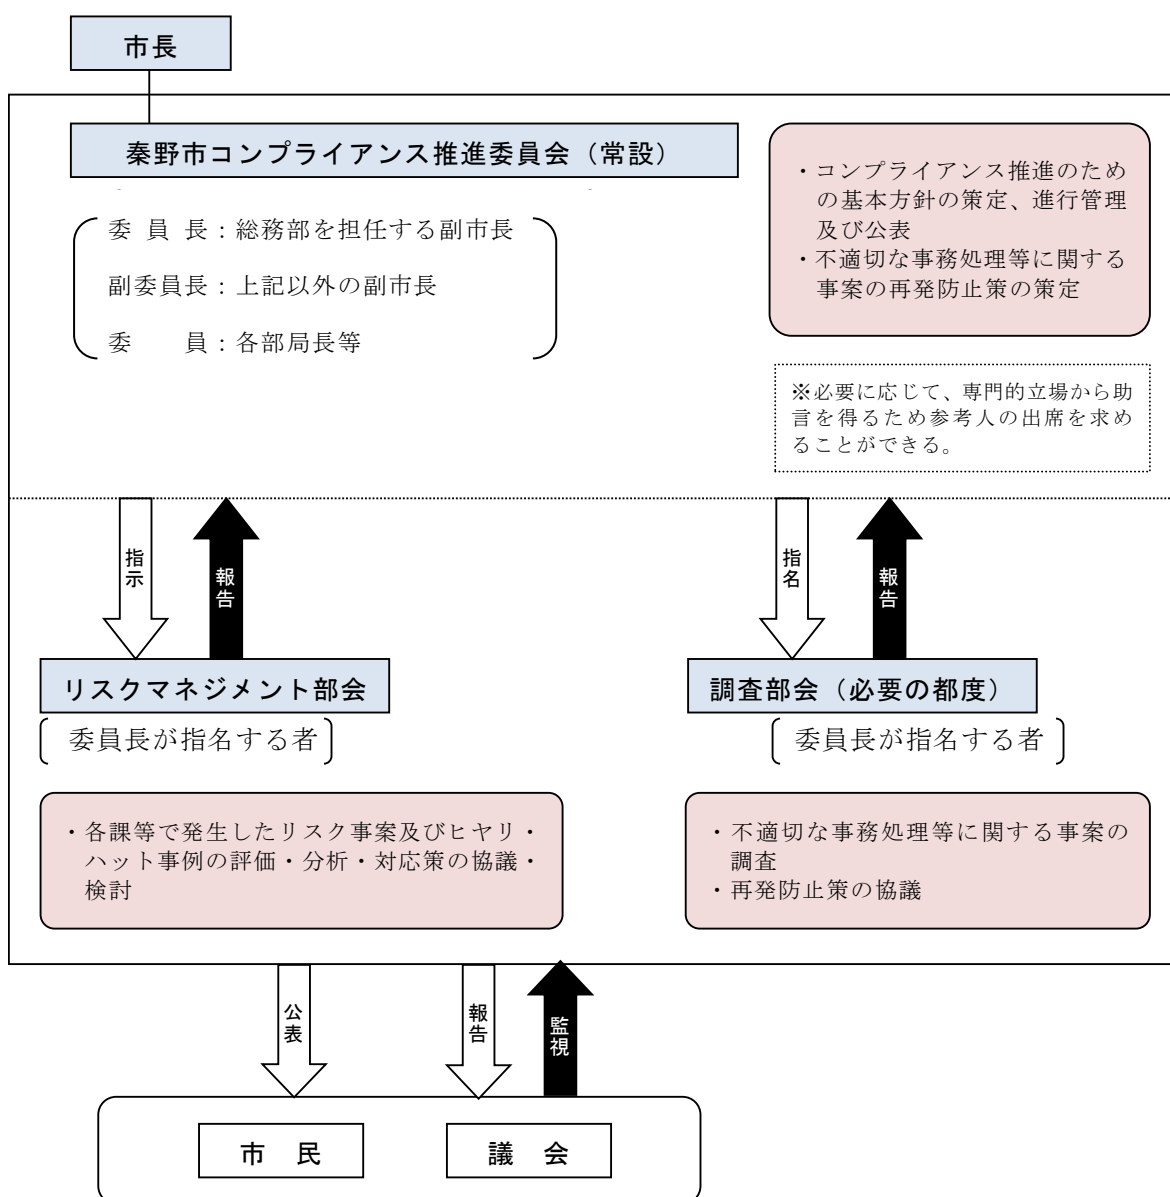 市長
秦野市コンプライアンス推進委員会（常設）
委 員 長：総務部を担任する副市長
副委員長：上記以外の副市長
委　　員：各部局長等
・コンプライアンス推進のため
の基本方針の策定、進行管理
及び公表
・不適切な事務処理等に関する
事案の再発防止策の策定
※必要に応じて、専門的立場から助
言を得るため参考人の出席を求め
ることができる。
指示
報告
指名
報告
リスクマネジメント部会
委員長が指名する者
・各課等で発生したリスク事案及びヒヤリ・
ハット事例の評価・分析・対応策の協議・
検討
調査部会（必要の都度）
委員長が指名する者
・不適切な事務処理等に関する事案の
調査
・再発防止策の協議
公表
報告
監視
市　民
議　会